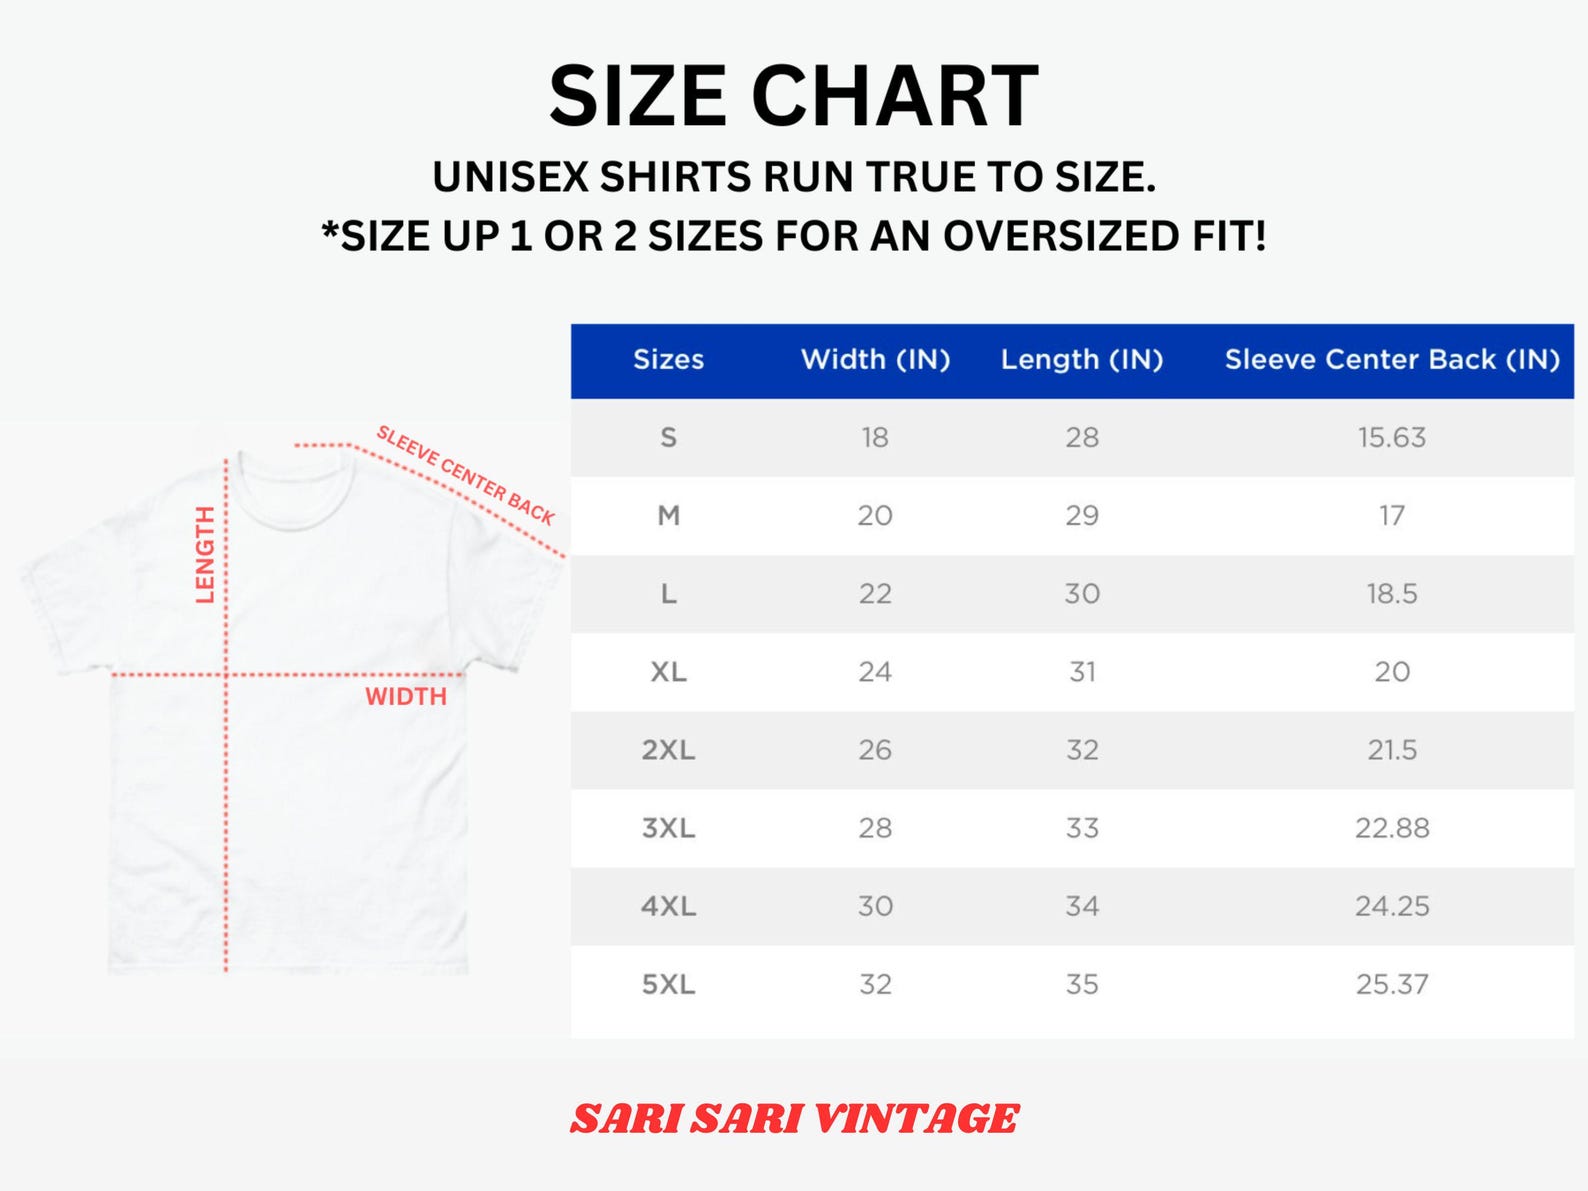 SIZE CHART
UNISEX SHIRTS RUN TRUE TO SIZE.
*SIZE UP 1 OR 2 SIZES FOR AN OVERSIZED FIT!
SLEEVE CENTER BACK
LENGTH
WIDTH
Sizes Width (IN) Length (IN) Sleeve Center Back (IN)
S 18 28 15.63
M 20 29 17
L 22 30 18.5
XL 24 31 20
2XL 26 32 21.5
3XL 28 33 22.88
4XL 30 34 24.25
5XL 32 35 25.37
SARI SARI VINTAGE